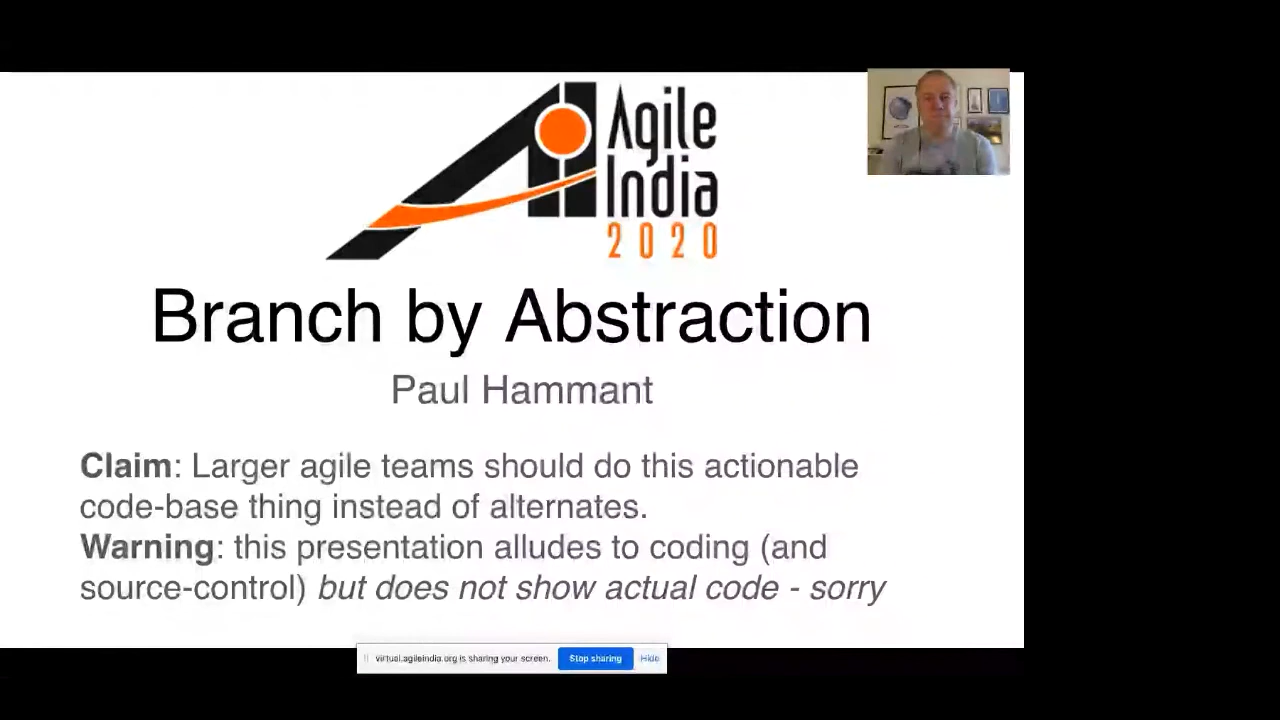 Agile
India
2020
Branch by Abstraction
Paul Hammant
Claim: Larger agile teams should do this actionable
code-base thing instead of alternates.
Warning: this presentation alludes to coding (and
source-control) but does not show actual code - sorry
virtual.agileindia.org is sharing your screen. Stop sharing Hide